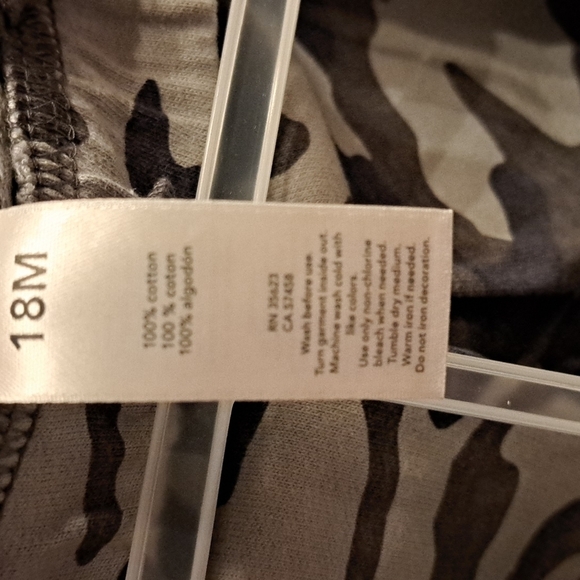 18M
100% cotton
100 % coton
100% algodón
RN 35623
CA 57458
Wash before use.
Turn garment inside out.
Machine wash cold with
like colors.
Use only non-chlorine
bleach when needed.
Tumble dry medium.
Warm iron if needed.
Do not iron decoration.